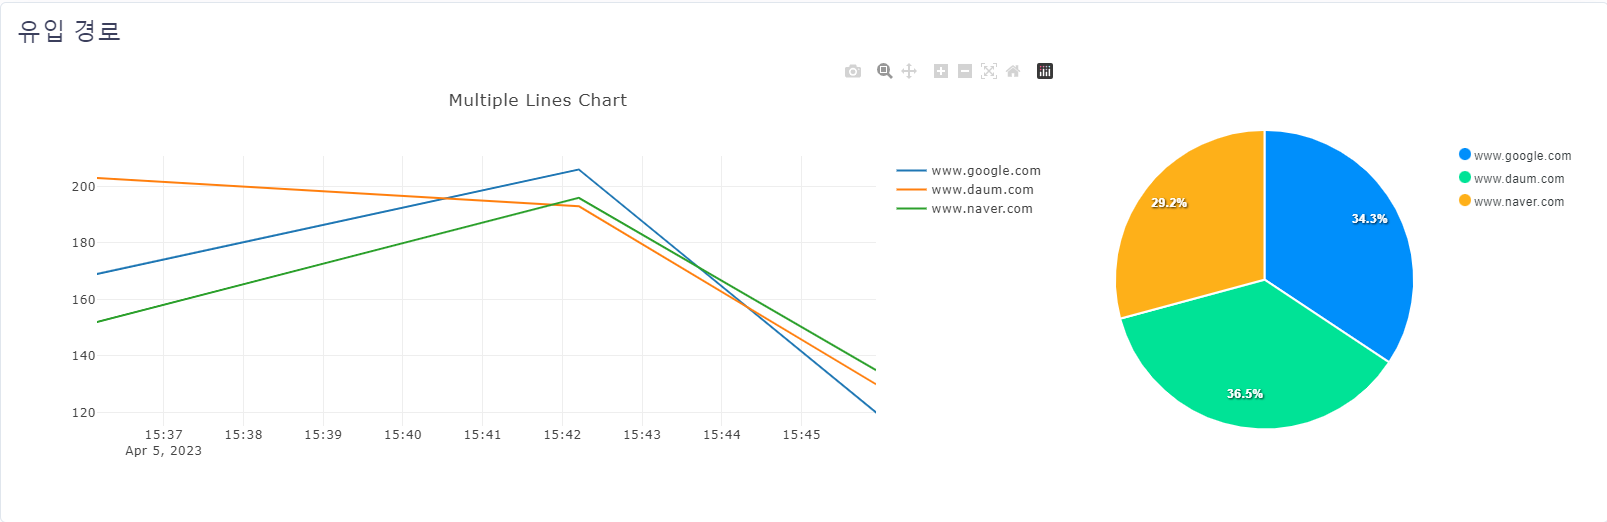 유입 경로
Multiple Lines Chart
200
180
160
140
120
15:37
15:38
15:39
15:40
15:41
15:42
15:43
15:44
15:45
Apr 5, 2023
www.google.com
www.daum.com
www.naver.com
29.2%
34.3%
36.5%
www.google.com
www.daum.com
www.naver.com